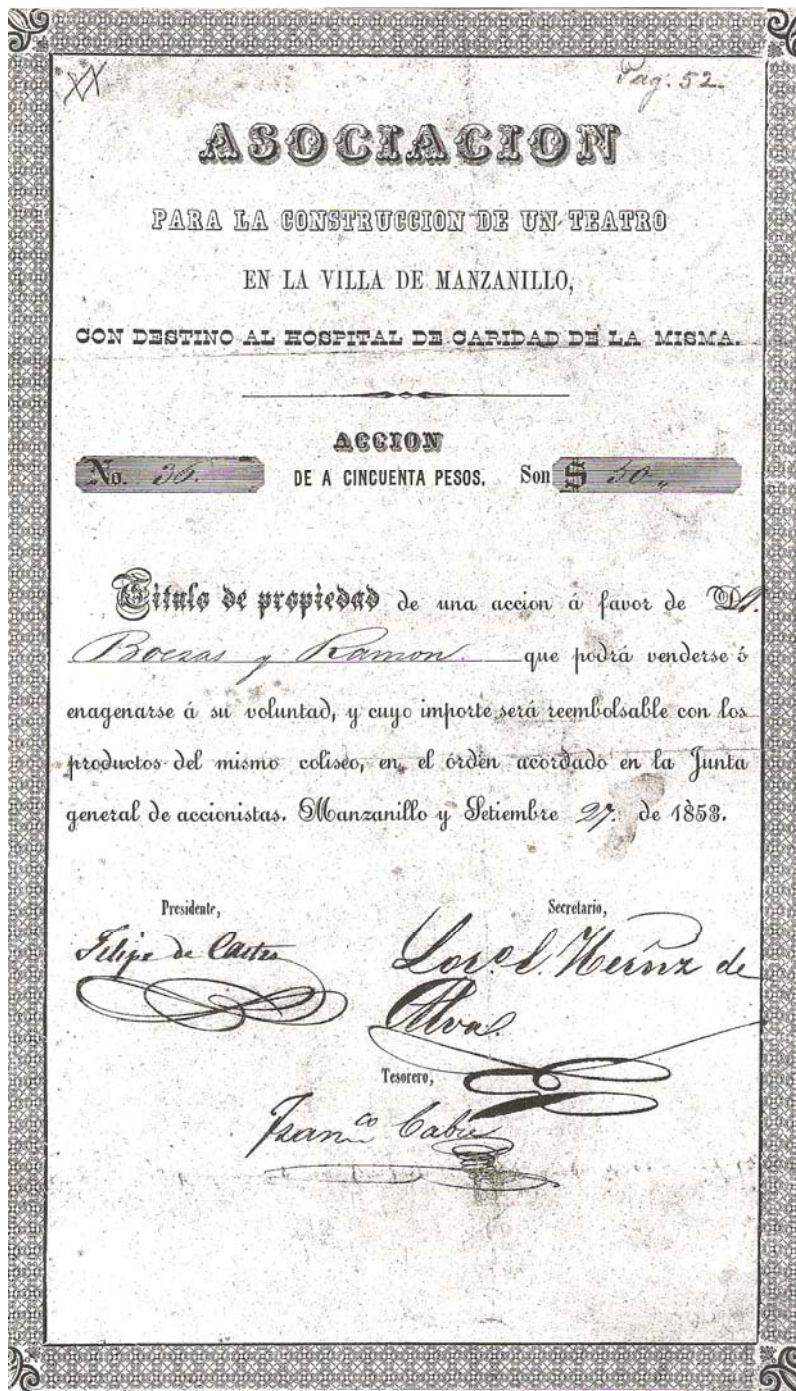 Pag. 52
ASOCIACION
PARA LA CONSTRUCCION DE UN TEATRO
EN LA VILLA DE MANZANILLO,
CON DESTINO AL HOSPITAL DE CARIDAD DE LA MISMA.
ACCION
No. 36. DE A CINCUENTA PESOS. Son $ 50„
Titulo de propiedad de una accion á favor de
y Ramon que podrá venderse ó
enagenarse á su voluntad, y cuyo importe será reembolsable con los
productos del mismo coliseo, en el órden acordado en la Junta
general de accionistas. Manzanillo y Setiembre 27. de 1853.
Presidente, Secretario,
Felipe de
de
Alva
Tesorero,
Franco